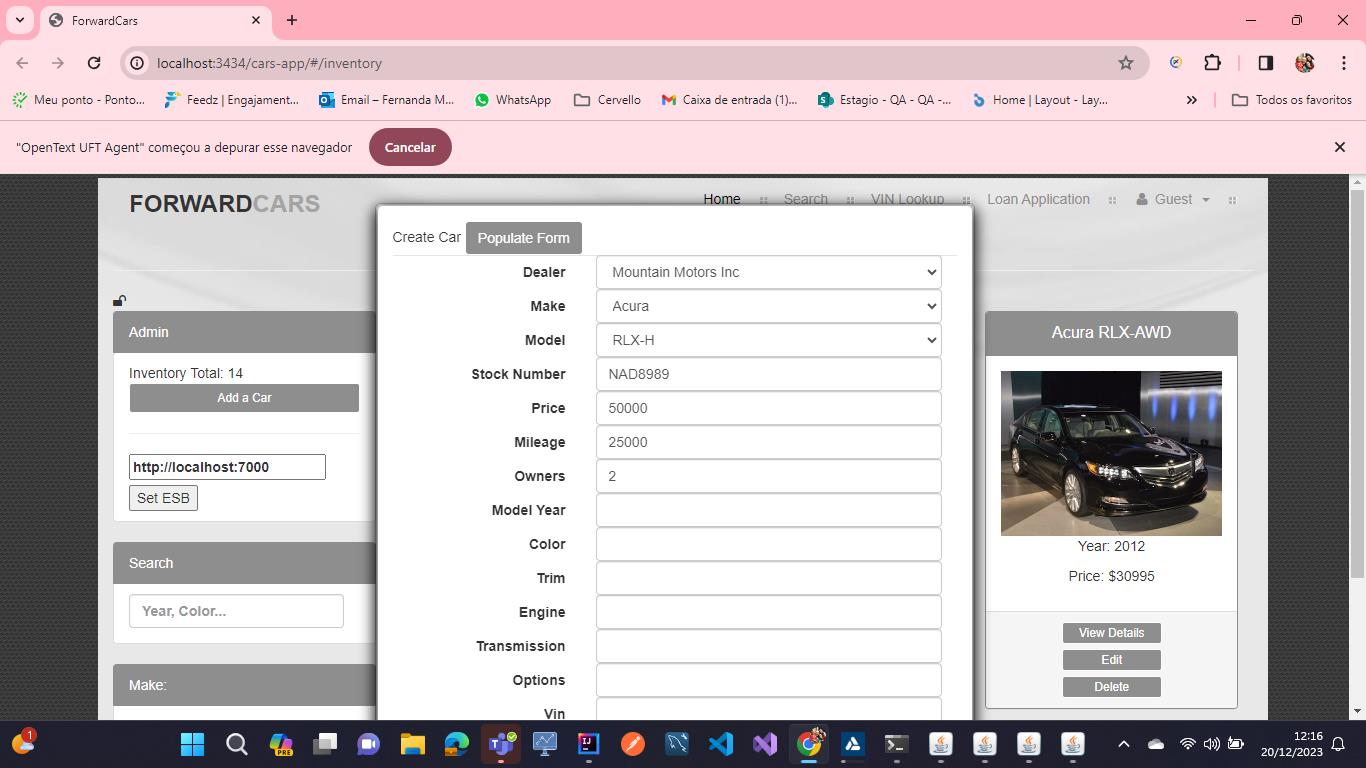 ForwardCars
localhost:3434/cars-app/#/inventory
Meu ponto - Ponto... Feedz | Engajament... Email – Fernanda M... WhatsApp Cervello Caixa de entrada (1)... Estagio - QA - QA -... Home | Layout - Lay... » Todos os favoritos
"OpenText UFT Agent" começou a depurar esse navegador Cancelar
FORWARDCARS Home Search VIN Lookup Loan Application Guest
Create Car Populate Form
Dealer Mountain Motors Inc
Make Acura
Model RLX-H
Stock Number NAD8989
Price 50000
Mileage 25000
Owners 2
Model Year
Color
Trim
Engine
Transmission
Options
Vin
Admin
Inventory Total: 14
Add a Car
http://localhost:7000
Set ESB
Search
Year, Color...
Make:
Acura RLX-AWD
Year: 2012
Price: $30995
View Details
Edit
Delete
1
PRE
12:16
20/12/2023